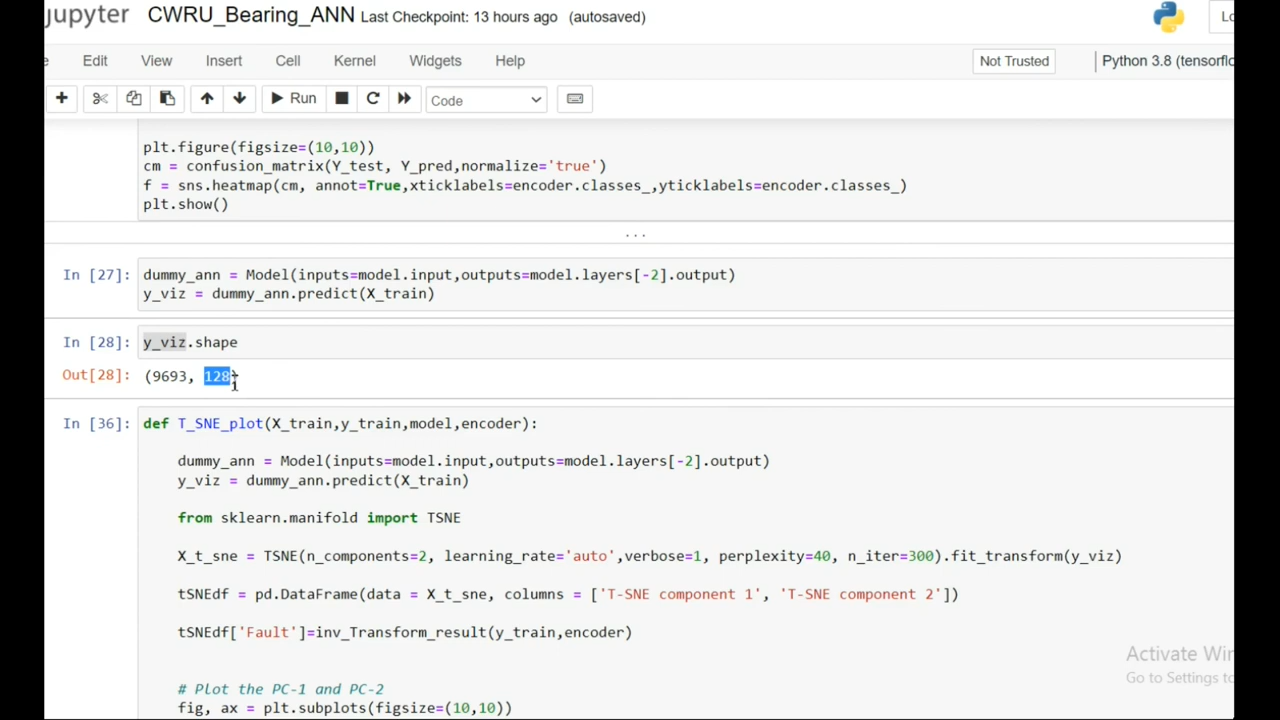 jupyter CWRU_Bearing_ANN Last Checkpoint: 13 hours ago (autosaved)
Edit View Insert Cell Kernel Widgets Help Not Trusted Python 3.8 (tensorflo
Run Code
plt.figure(figsize=(10,10))
cm = confusion_matrix(Y_test, Y_pred,normalize='true')
f = sns.heatmap(cm, annot=True,xticklabels=encoder.classes_,yticklabels=encoder.classes_)
plt.show()
...
In [27]: dummy_ann = Model(inputs=model.input,outputs=model.layers[-2].output)
y_viz = dummy_ann.predict(X_train)
In [28]: y_viz.shape
Out[28]: (9693, 128)
In [36]: def T_SNE_plot(X_train,y_train,model,encoder):
dummy_ann = Model(inputs=model.input,outputs=model.layers[-2].output)
y_viz = dummy_ann.predict(X_train)
from sklearn.manifold import TSNE
X_t_sne = TSNE(n_components=2, learning_rate='auto',verbose=1, perplexity=40, n_iter=300).fit_transform(y_viz)
tSNEdf = pd.DataFrame(data = X_t_sne, columns = ['T-SNE component 1', 'T-SNE component 2'])
tSNEdf['Fault']=inv_Transform_result(y_train,encoder)
# Plot the PC-1 and PC-2
fig, ax = plt.subplots(figsize=(10,10))
Activate Wir
Go to Settings to